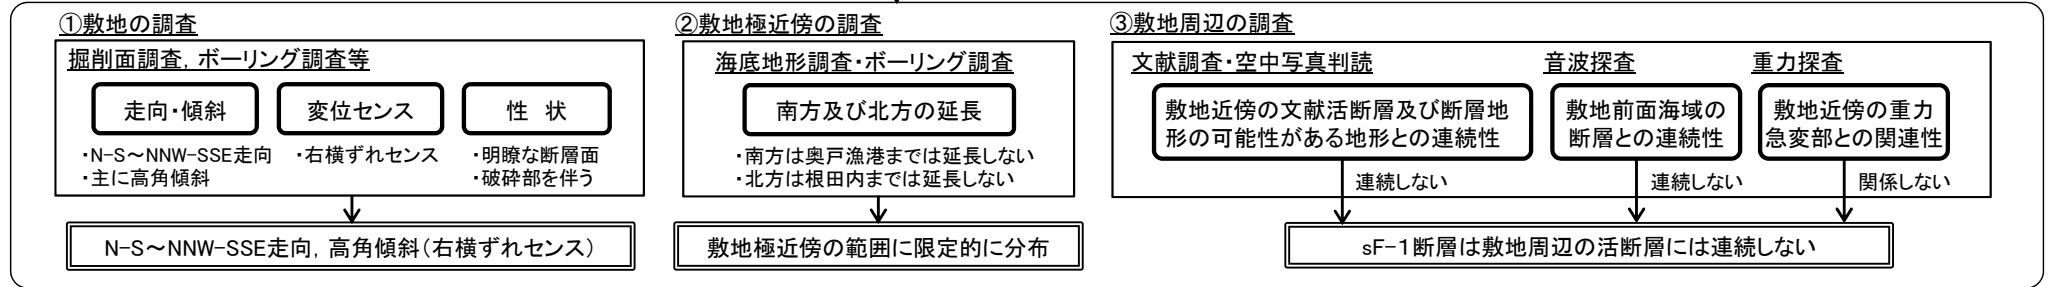 ①敷地の調査
掘削面調査，ボーリング調査等
走向・傾斜
変位センス
性　状
・N-S～NNW-SSE走向
・主に高角傾斜
・右横ずれセンス
・明瞭な断層面
・破砕部を伴う
N-S～NNW-SSE走向，高角傾斜（右横ずれセンス）
②敷地極近傍の調査
海底地形調査・ボーリング調査
南方及び北方の延長
・南方は奥戸漁港までは延長しない
・北方は根田内までは延長しない
敷地極近傍の範囲に限定的に分布
③敷地周辺の調査
文献調査・空中写真判読
敷地近傍の文献活断層及び断層地
形の可能性がある地形との連続性
連続しない
音波探査
敷地前面海域の
断層との連続性
連続しない
重力探査
敷地近傍の重力
急変部との関連性
関係しない
sF-1断層は敷地周辺の活断層には連続しない